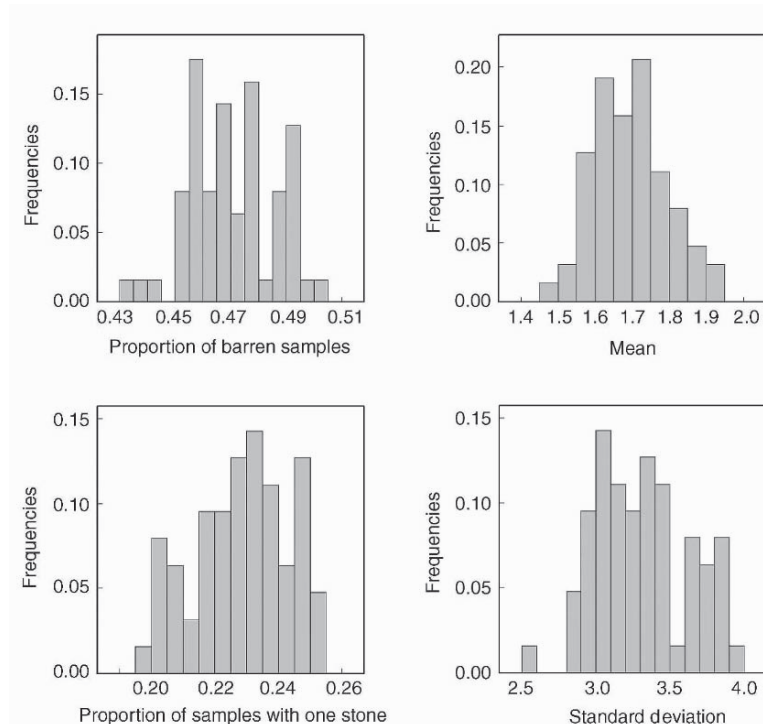 Frequencies
0.15
0.10
0.05
0.00
0.43 0.45 0.47 0.49 0.51
Proportion of barren samples
Frequencies
0.20
0.15
0.10
0.05
0.00
1.4 1.5 1.6 1.7 1.8 1.9 2.0
Mean
Frequencies
0.15
0.10
0.05
0.00
0.20 0.22 0.24 0.26
Proportion of samples with one stone
Frequencies
0.15
0.10
0.05
0.00
2.5 3.0 3.5 4.0
Standard deviation